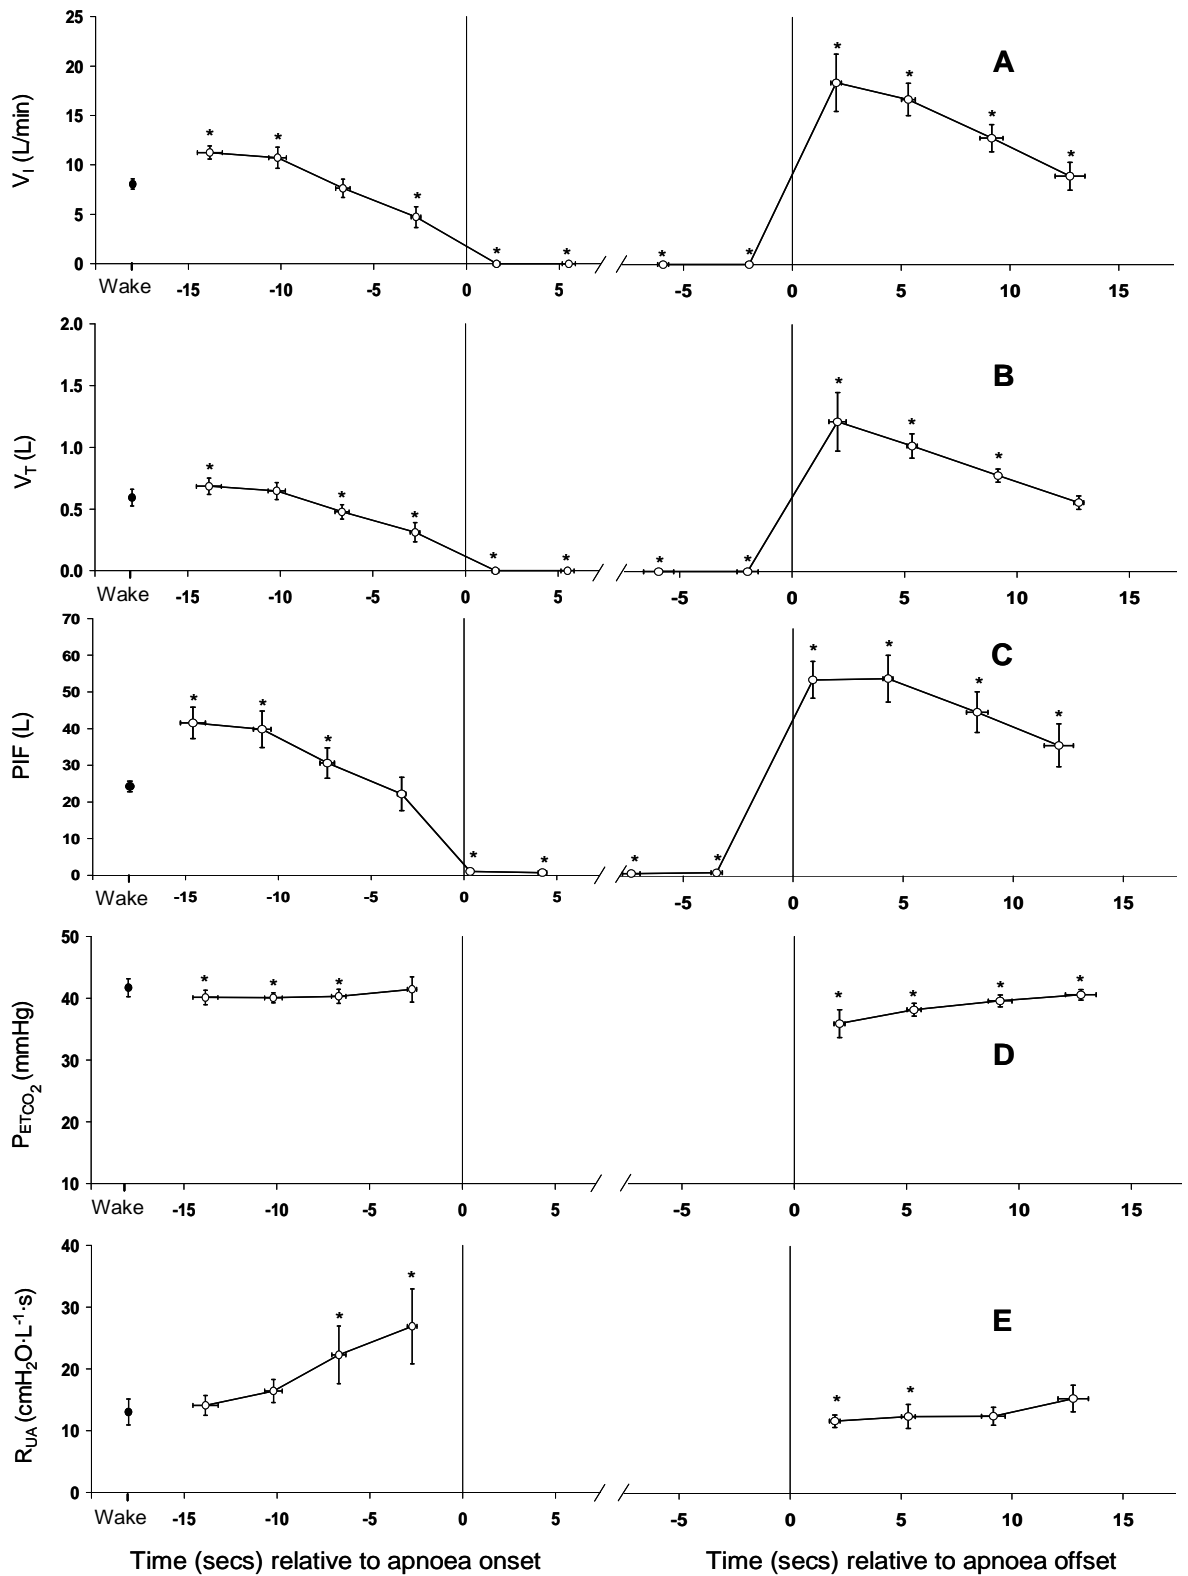 25
20
15
10
5
0
V_I (L/min)
A
* * * * * * * * * *
Wake -15 -10 -5 0 5 -5 0 5 10 15
2.0
1.5
1.0
0.5
0.0
V_T (L)
B
* * * * * * * * * *
Wake -15 -10 -5 0 5 -5 0 5 10 15
70
60
50
40
30
20
10
0
PIF (L)
C
* * * * * * * * * * *
Wake -15 -10 -5 0 5 -5 0 5 10 15
50
40
30
20
10
P_ETCO₂ (mmHg)
D
* * * * * * *
Wake -15 -10 -5 0 5 -5 0 5 10 15
40
30
20
10
0
R_UA (cmH₂O·L⁻¹·s)
E
* * * *
Wake -15 -10 -5 0 5 -5 0 5 10 15
Time (secs) relative to apnoea onset Time (secs) relative to apnoea offset